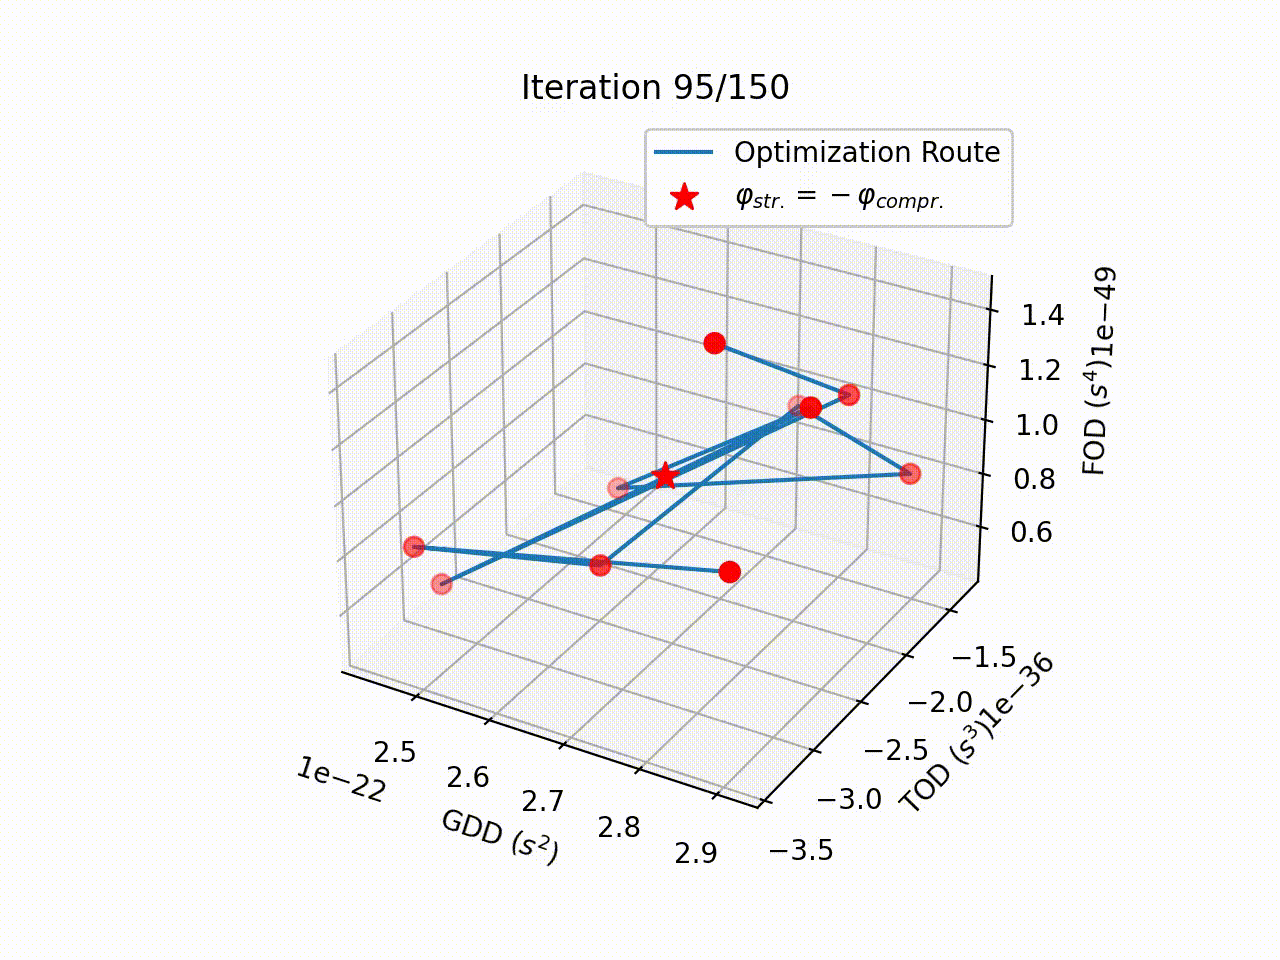 Iteration 95/150
Optimization Route
φstr. = −φcompr.
1.4
1.2
1.0
0.8
0.6
FOD (s⁴)1e−49
−1.5
−2.0
−2.5
−3.0
−3.5
TOD (s³)1e−36
2.5
2.6
2.7
2.8
2.9
1e−22
GDD (s²)